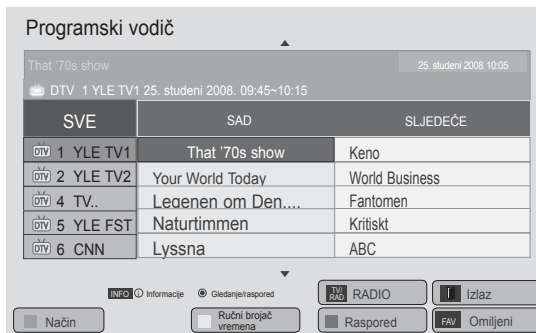 Programski vodič
That '70s show 25. studeni 2008 10:05
DTV 1 YLE TV1 25. studeni 2008. 09:45~10:15
SVE SAD SLJEDEĆE
DTV 1 YLE TV1 That '70s show Keno
DTV 2 YLE TV2 Your World Today World Business
DTV 4 TV.. Legenen om Den.... Fantomen
DTV 5 YLE FST Naturtimmen Kritiskt
DTV 6 CNN Lyssna ABC
INFO i Informacije Gledanje/raspored TV/RAD RADIO Izlaz
Način Ručni brojač vremena Raspored FAV Omiljeni